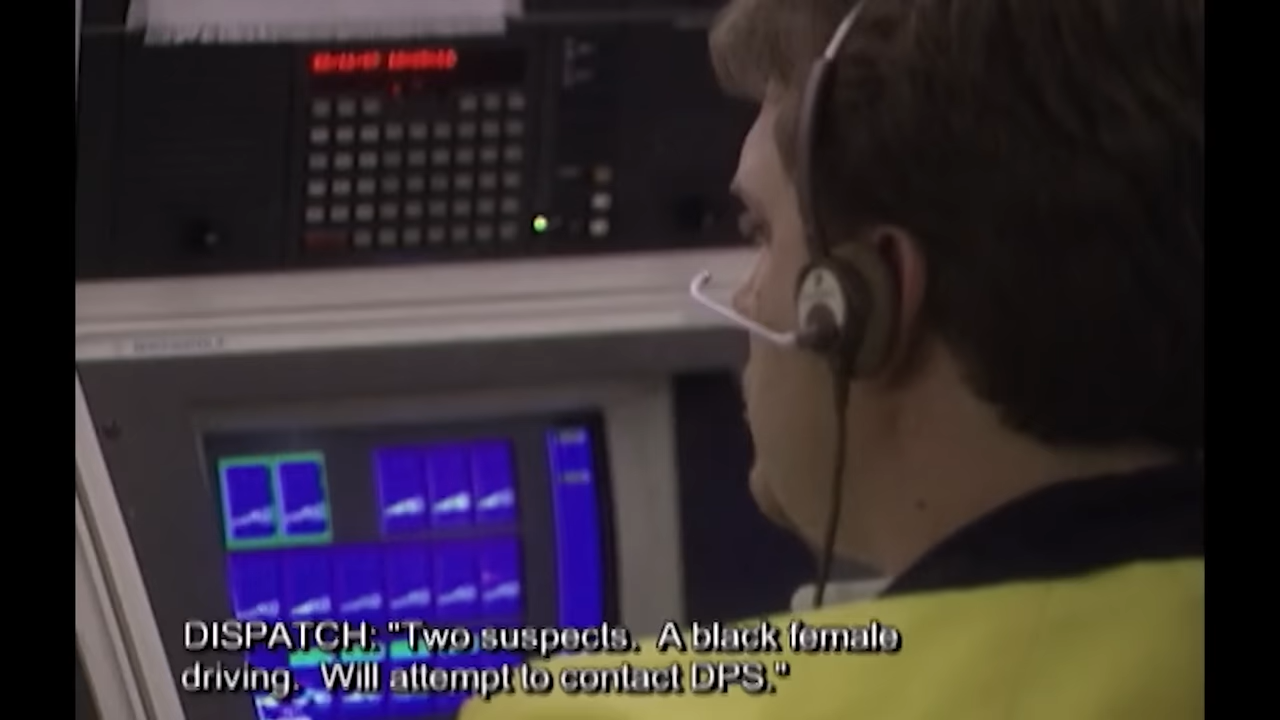 DISPATCH: "Two suspects.  A black female
driving.  Will attempt to contact DPS."